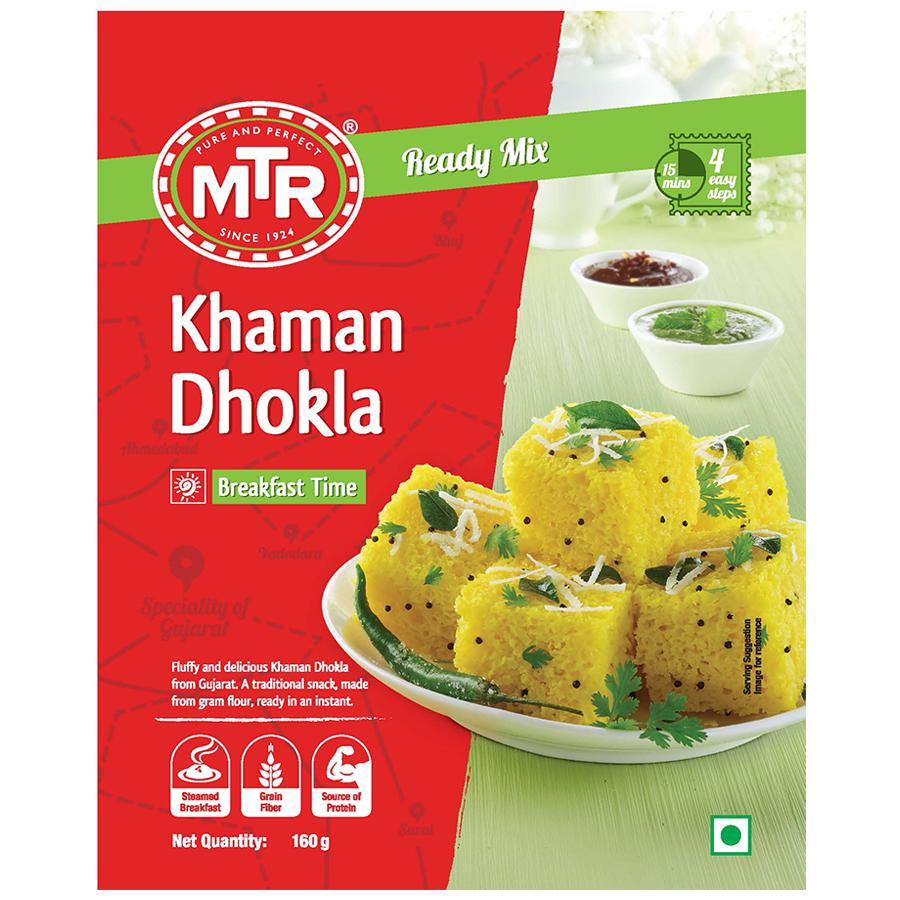 PURE AND PERFECT
MTR
®
SINCE 1924
Ready Mix
15
mins
4
easy
steps
Bhuj
Khaman
Dhokla
Ahmedabad
Breakfast Time
Vadodara
Speciality of
Gujarat
Fluffy and delicious Khaman Dhokla
from Gujarat. A traditional snack, made
from gram flour, ready in an instant.
Steamed
Breakfast
Grain
Fiber
Source of
Protein
Surat
Net Quantity: 160 g
Serving Suggestion
Image for reference